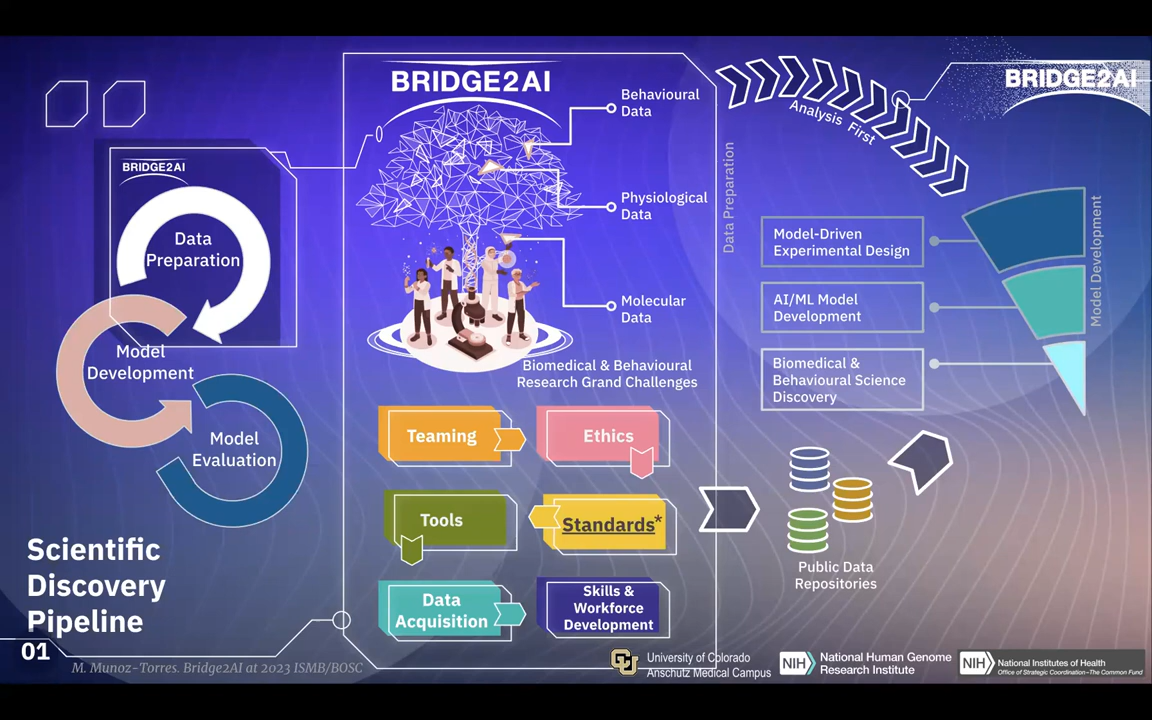 BRIDGE2AI
Data
Preparation
Model
Development
Model
Evaluation
Scientific
Discovery
Pipeline
01
M. Munoz-Torres. Bridge2AI at 2023 ISMB/BOSC
BRIDGE2AI
Behavioural
Data
Physiological
Data
Molecular
Data
Biomedical & Behavioural
Research Grand Challenges
Teaming
Ethics
Tools
Standards*
Data
Acquisition
Skills &
Workforce
Development
Data Preparation
Analysis First
BRIDGE2AI
Model-Driven
Experimental Design
AI/ML Model
Development
Biomedical &
Behavioural Science
Discovery
Model Development
Public Data
Repositories
CU
University of Colorado
Anschutz Medical Campus
NIH
National Human Genome
Research Institute
NIH
National Institutes of Health
Office of Strategic Coordination—The Common Fund